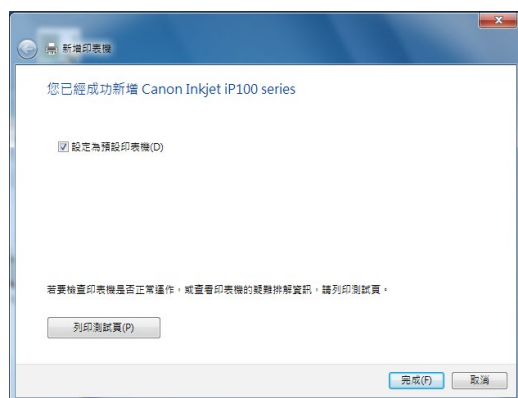 新增印表機
您已經成功新增 Canon Inkjet iP100 series
設定為預設印表機(D)
若要檢查印表機是否正常運作，或查看印表機的疑難排解資訊，請列印測試頁。
列印測試頁(P)
完成(F) 取消